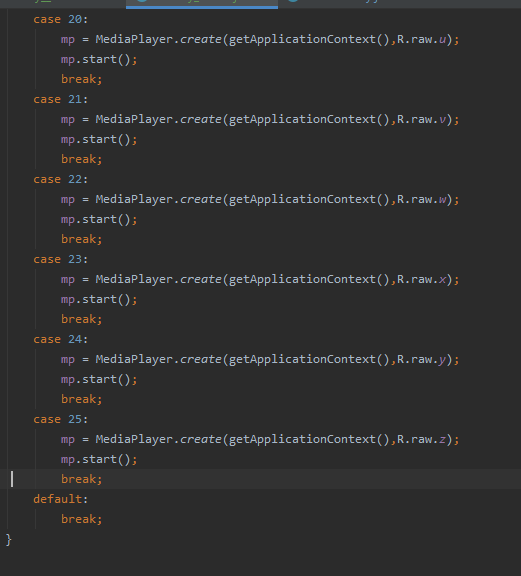 case 20:
mp = MediaPlayer.create(getApplicationContext(),R.raw.u);
mp.start();
break;
case 21:
mp = MediaPlayer.create(getApplicationContext(),R.raw.v);
mp.start();
break;
case 22:
mp = MediaPlayer.create(getApplicationContext(),R.raw.w);
mp.start();
break;
case 23:
mp = MediaPlayer.create(getApplicationContext(),R.raw.x);
mp.start();
break;
case 24:
mp = MediaPlayer.create(getApplicationContext(),R.raw.y);
mp.start();
break;
case 25:
mp = MediaPlayer.create(getApplicationContext(),R.raw.z);
mp.start();
break;
default:
break;
}